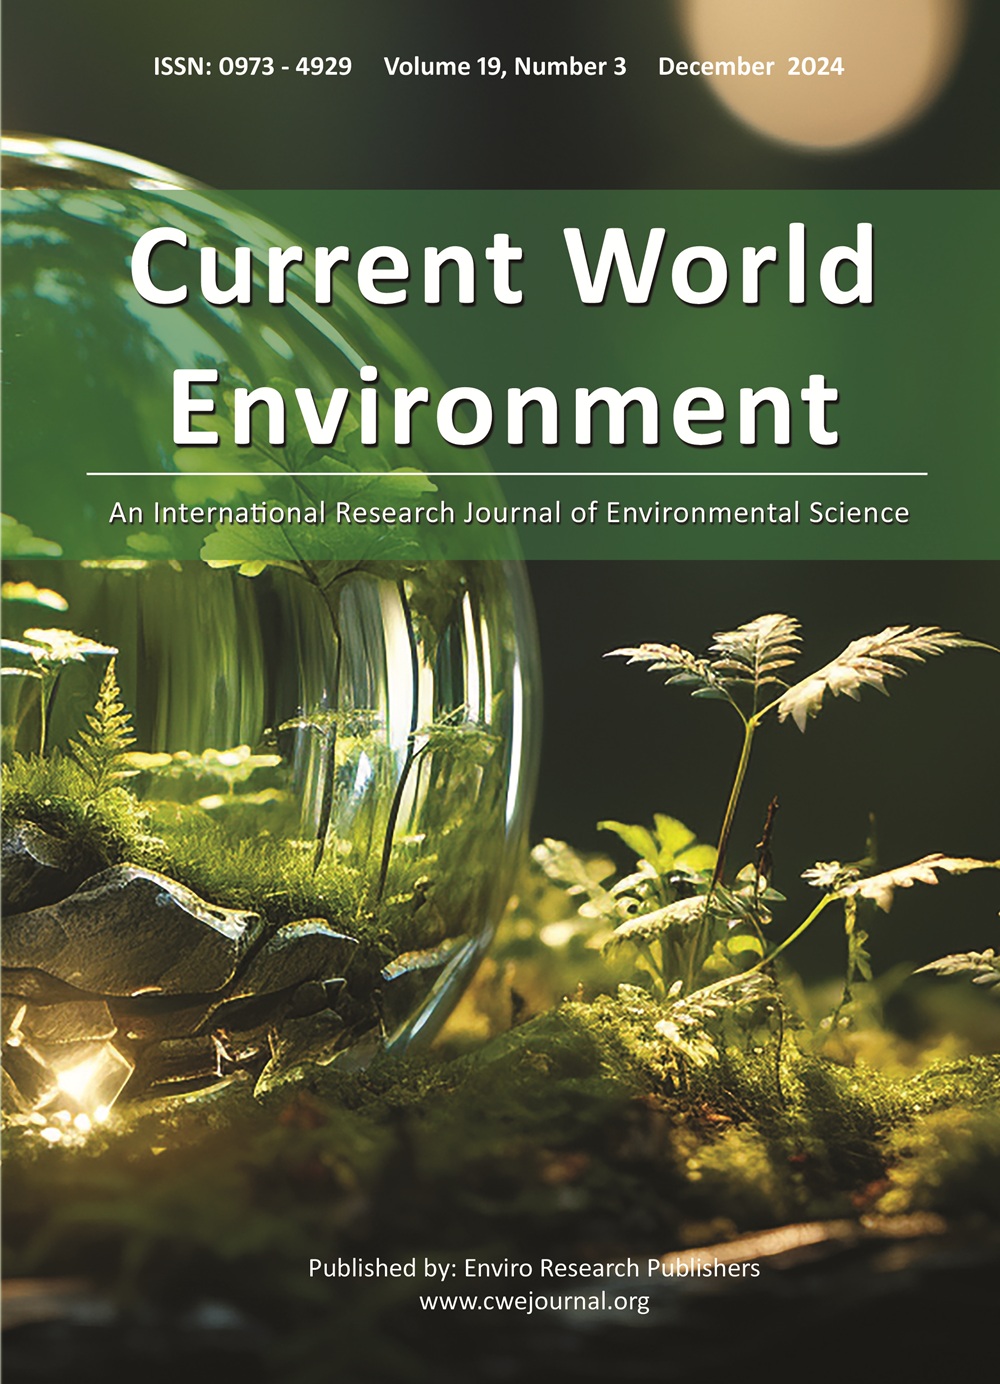 ISSN: 0973 - 4929 Volume 19, Number 3 December 2024
Current World
Environment
An International Research Journal of Environmental Science
Published by: Enviro Research Publishers
www.cwejournal.org